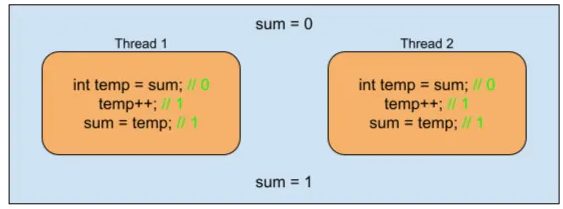 sum = 0
Thread 1
int temp = sum; // 0
temp++; // 1
sum = temp; // 1
Thread 2
int temp = sum; // 0
temp++; // 1
sum = temp; // 1
sum = 1